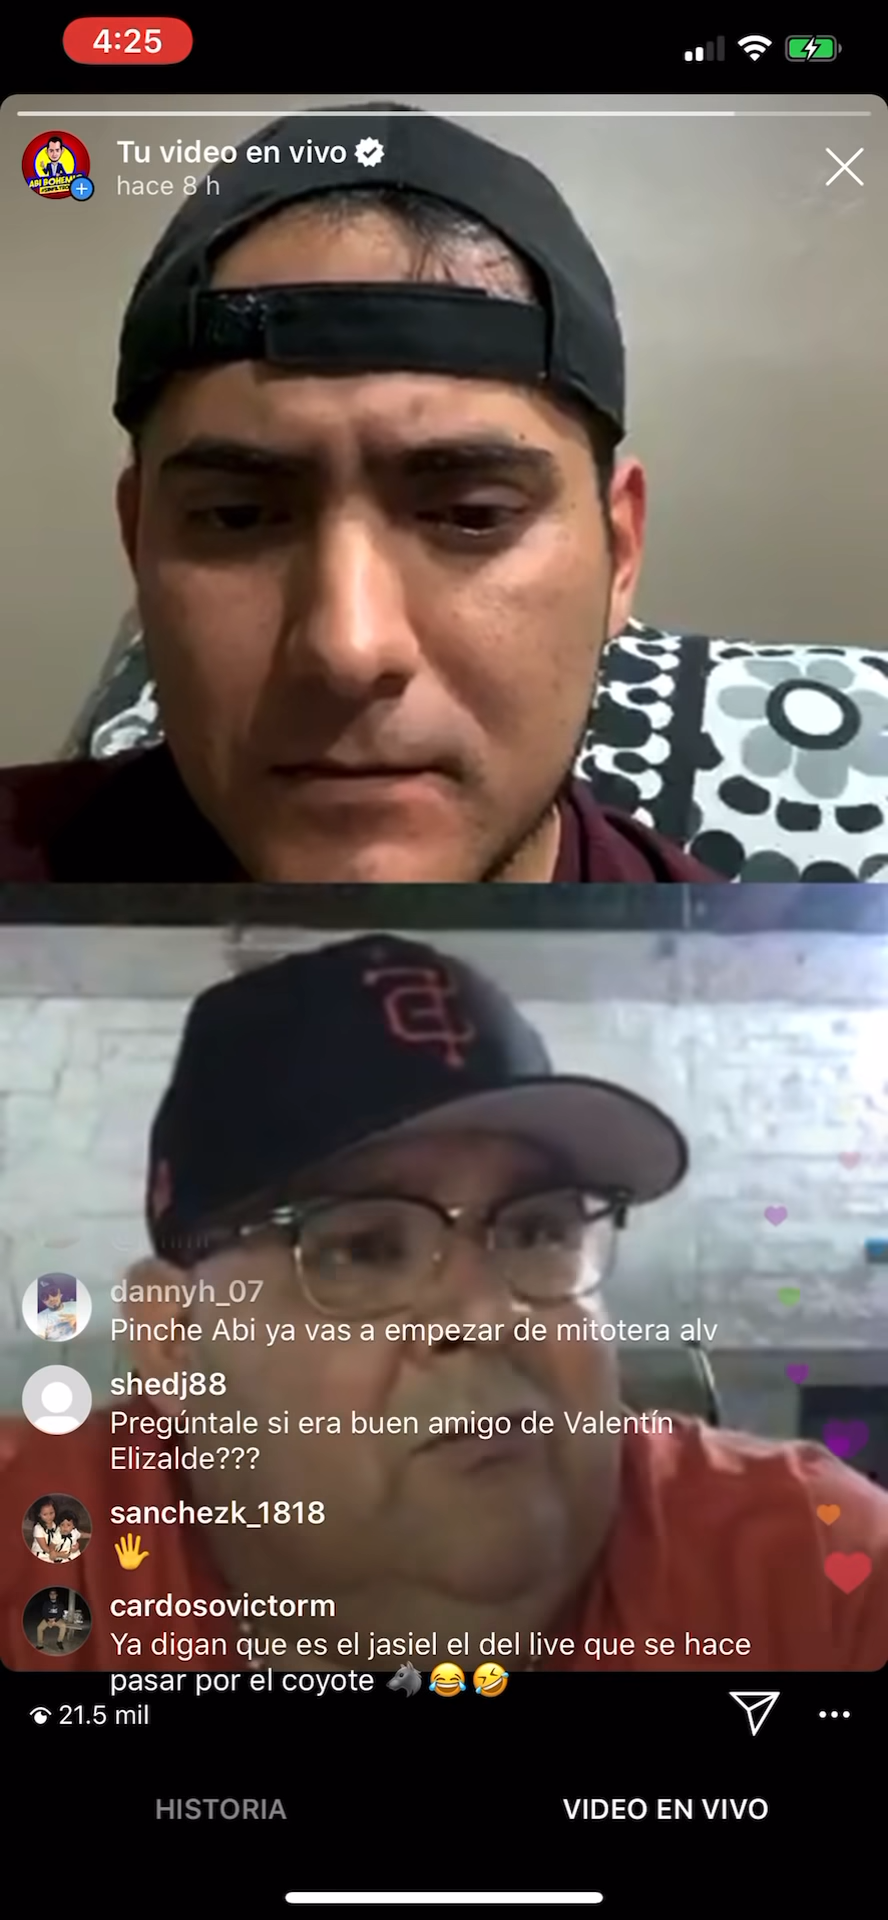 4:25
Tu video en vivo
hace 8 h
ABI BOHEMIO
dannyh_07
Pinche Abi ya vas a empezar de mitotera alv
shedj88
Pregúntale si era buen amigo de Valentín
Elizalde???
sanchezk_1818
🖐
cardosovictorm
Ya digan que es el jasiel el del live que se hace
pasar por el coyote 🐺😂🤣
21.5 mil
HISTORIA
VIDEO EN VIVO